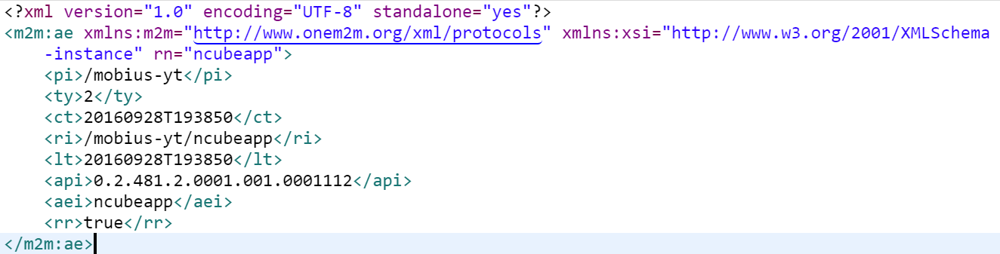 <?xml version="1.0" encoding="UTF-8" standalone="yes"?>
<m2m:ae xmlns:m2m="http://www.onem2m.org/xml/protocols" xmlns:xsi="http://www.w3.org/2001/XMLSchema
-instance" rn="ncubeapp">
<pi>/mobius-yt</pi>
<ty>2</ty>
<ct>20160928T193850</ct>
<ri>/mobius-yt/ncubeapp</ri>
<lt>20160928T193850</lt>
<api>0.2.481.2.0001.001.0001112</api>
<aei>ncubeapp</aei>
<rr>true</rr>
</m2m:ae>